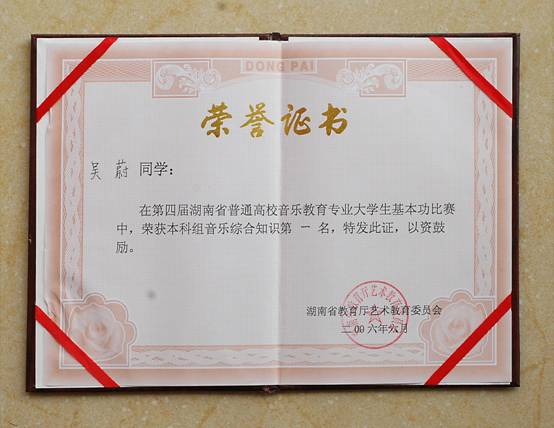 DONG PAI
荣誉证书
吴蔚 同学：
在第四届湖南省普通高校音乐教育专业大学生基本功比赛
中，荣获本科组音乐综合知识第 一 名，特发此证，以资鼓
励。
湖南省教育厅艺术教育委员会
二00六年六月